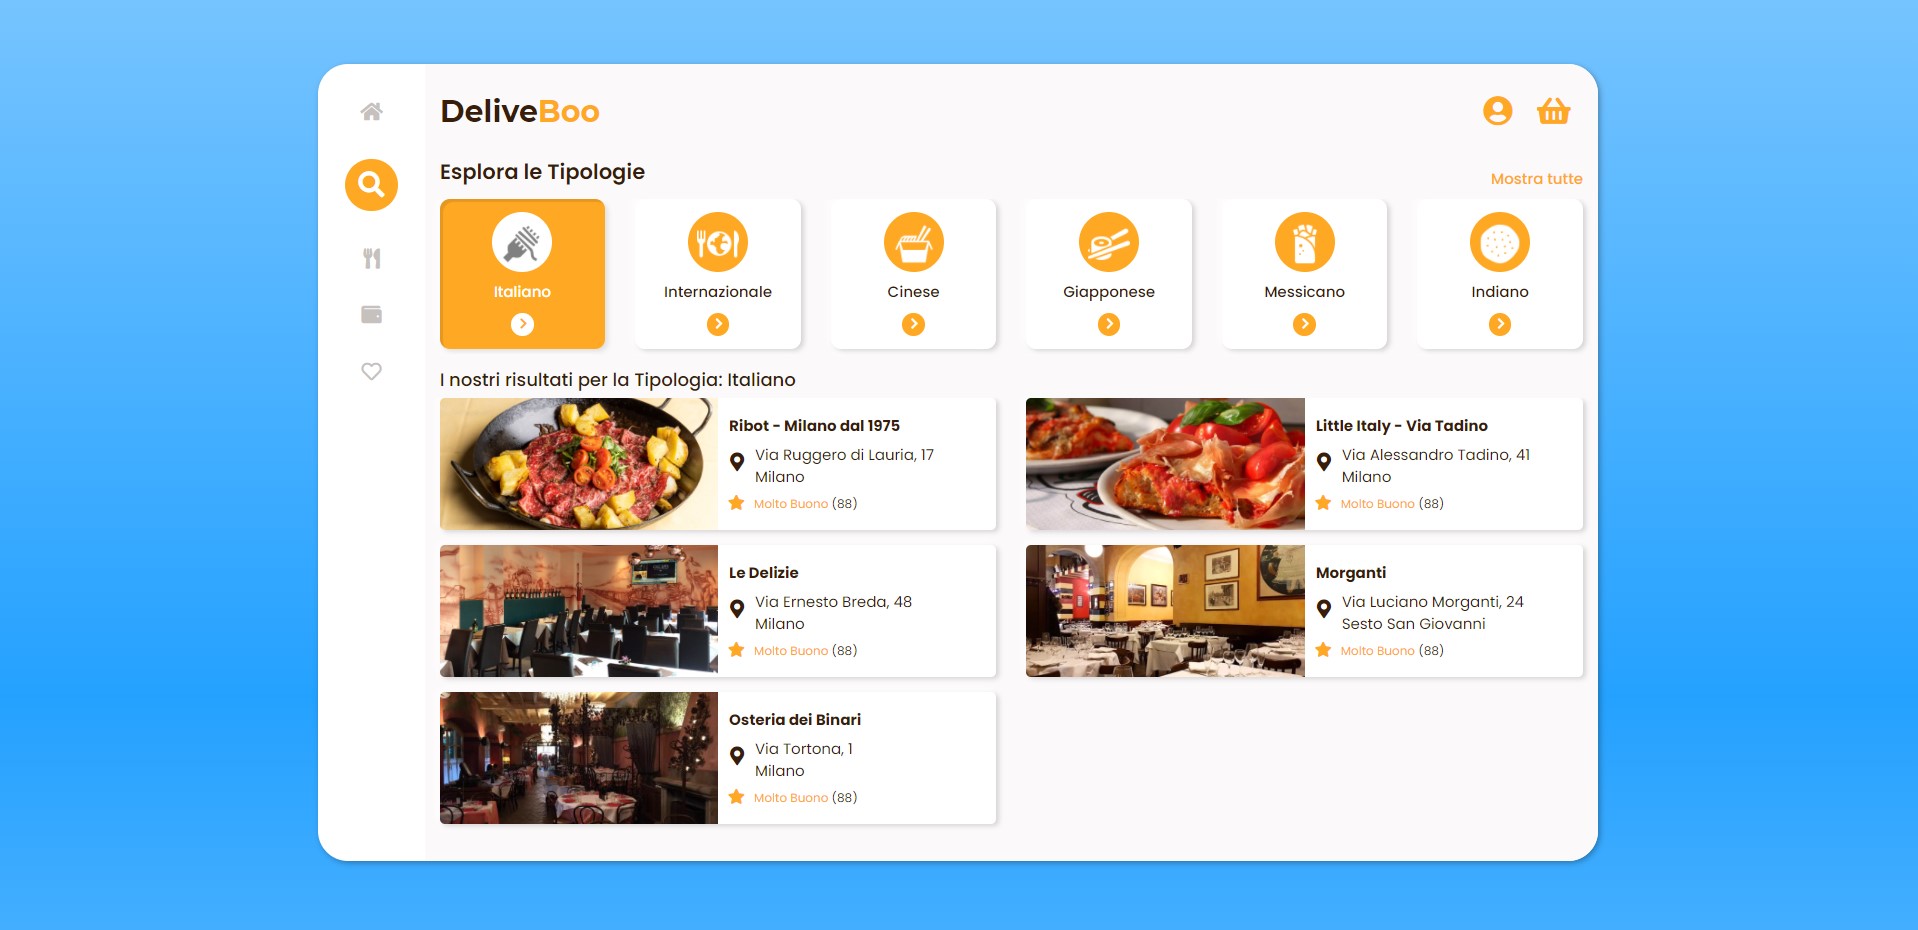 DeliveBoo
Esplora le Tipologie
Mostra tutte
Italiano
Internazionale
Cinese
Giapponese
Messicano
Indiano
I nostri risultati per la Tipologia: Italiano
Ribot - Milano dal 1975
Via Ruggero di Lauria, 17
Milano
Molto Buono (88)
Little Italy - Via Tadino
Via Alessandro Tadino, 41
Milano
Molto Buono (88)
Le Delizie
Via Ernesto Breda, 48
Milano
Molto Buono (88)
Morganti
Via Luciano Morganti, 24
Sesto San Giovanni
Molto Buono (88)
Osteria dei Binari
Via Tortona, 1
Milano
Molto Buono (88)